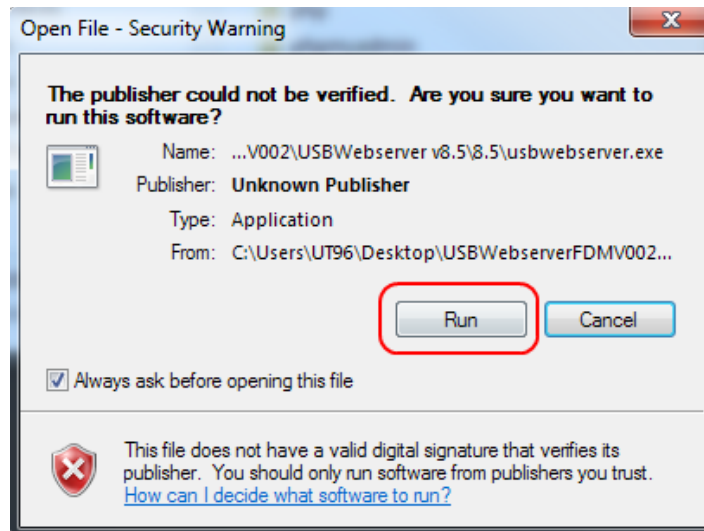 Open File - Security Warning
The publisher could not be verified. Are you sure you want to
run this software?
Name: ...V002\USBWebserver v8.5\8.5\usbwebserver.exe
Publisher: Unknown Publisher
Type: Application
From: C:\Users\UT96\Desktop\USBWebserverFDMV002...
Run Cancel
Always ask before opening this file
This file does not have a valid digital signature that verifies its
publisher. You should only run software from publishers you trust.
How can I decide what software to run?